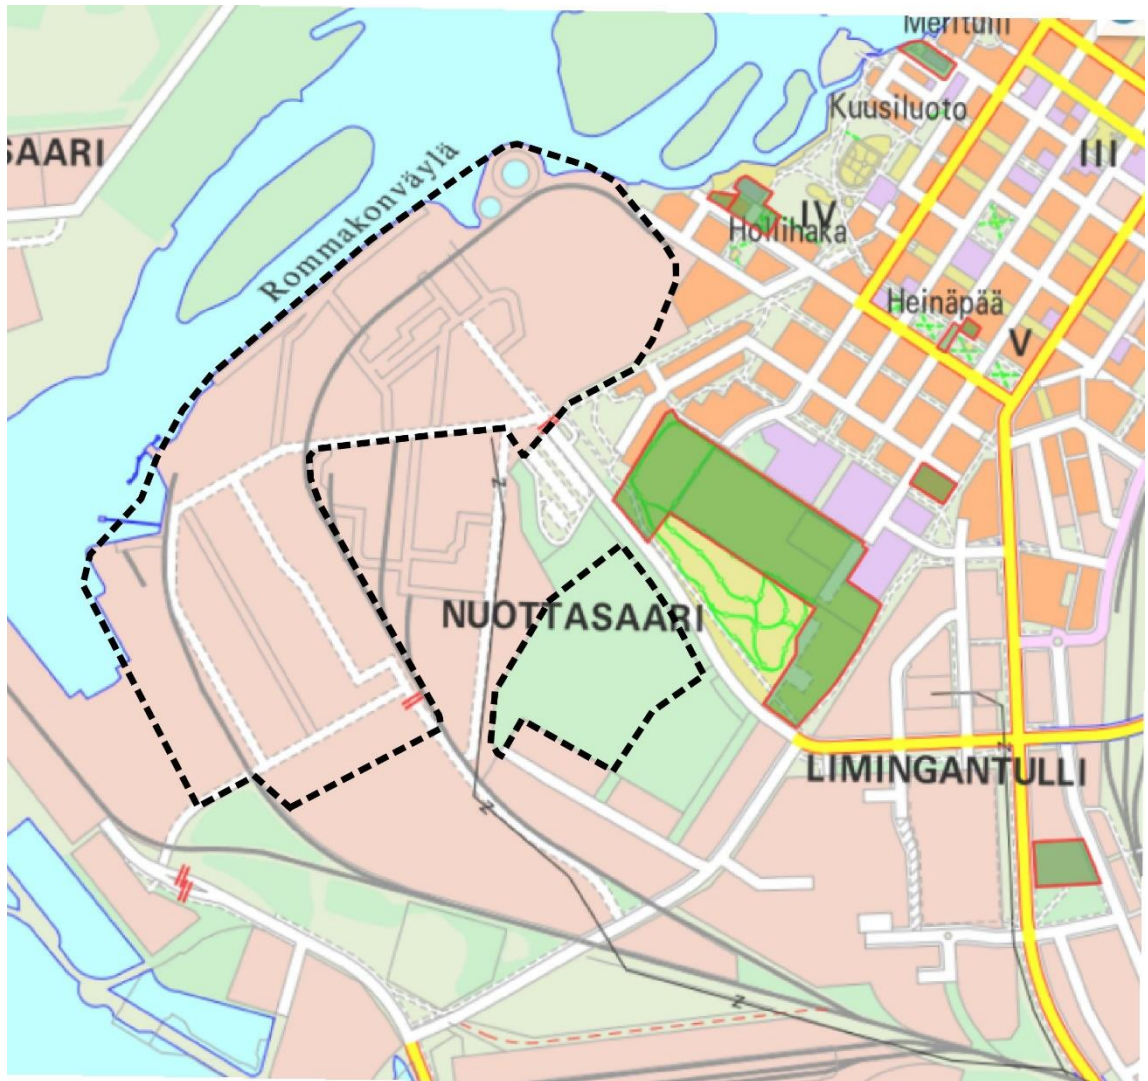 Meritulli
Kuusiluoto
III
SAARI
Rommakonväylä
IV
Hollihaka
Heinäpää
V
Z
NUOTTASAARI
Z
LIMINGANTULLI
Z
Z